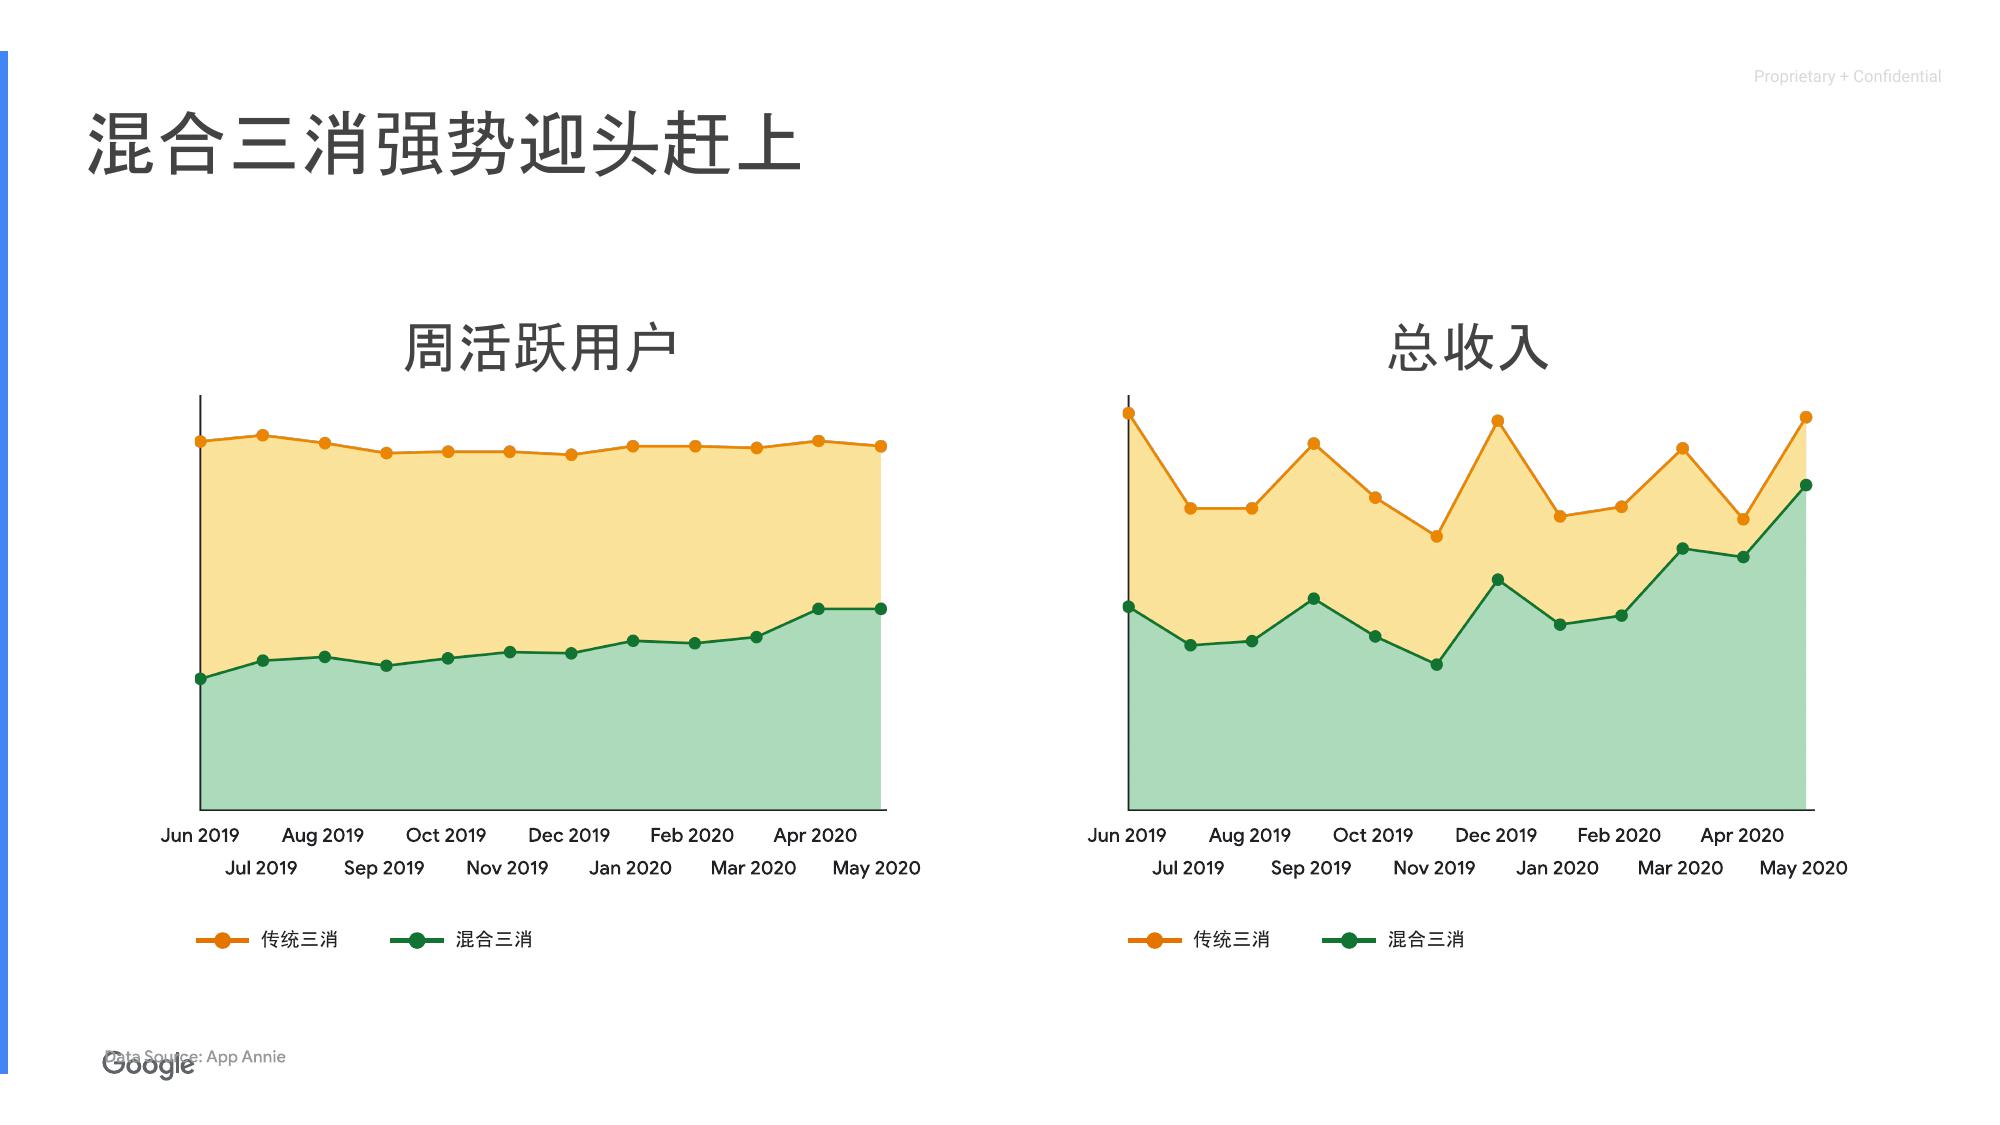 Proprietary + Confidential
混合三消强势迎头赶上
周活跃用户
Jun 2019 Aug 2019 Oct 2019 Dec 2019 Feb 2020 Apr 2020
Jul 2019 Sep 2019 Nov 2019 Jan 2020 Mar 2020 May 2020
传统三消 混合三消
总收入
Jun 2019 Aug 2019 Oct 2019 Dec 2019 Feb 2020 Apr 2020
Jul 2019 Sep 2019 Nov 2019 Jan 2020 Mar 2020 May 2020
传统三消 混合三消
Data Source: App Annie
Google